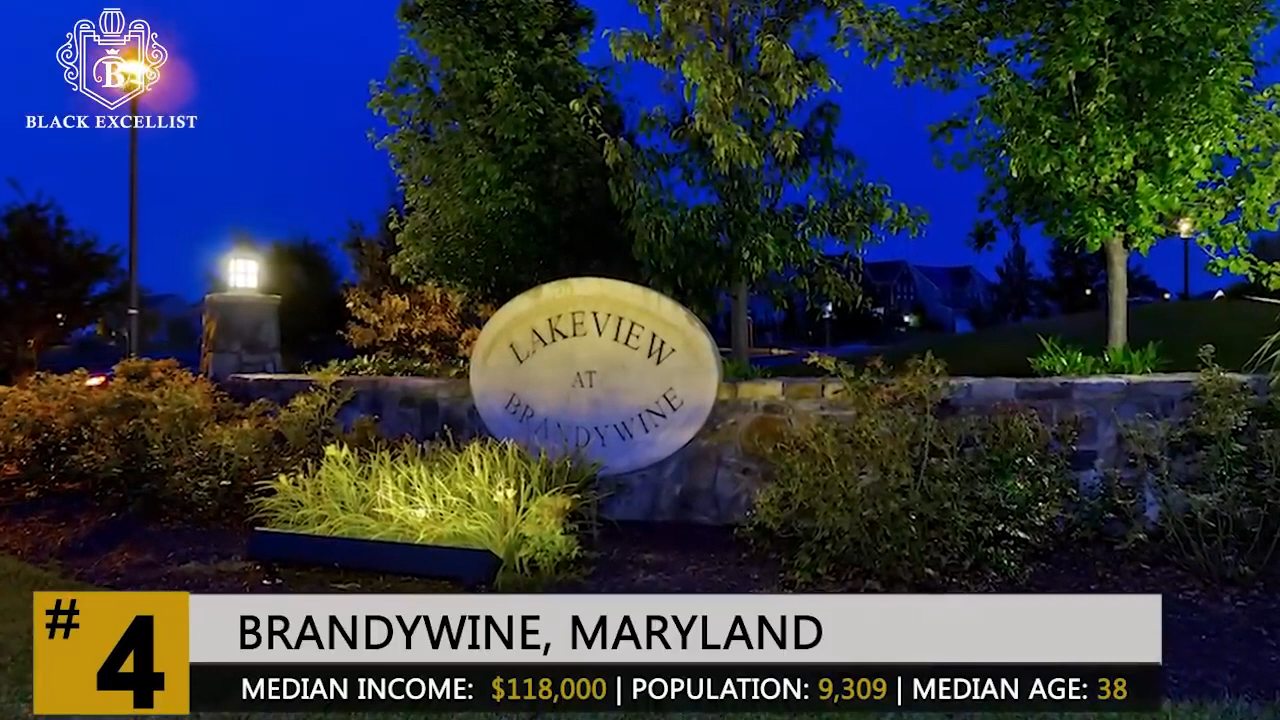 B
BLACK EXCELLIST
LAKEVIEW
AT
BRANDYWINE
#4
BRANDYWINE, MARYLAND
MEDIAN INCOME: $118,000 | POPULATION: 9,309 | MEDIAN AGE: 38